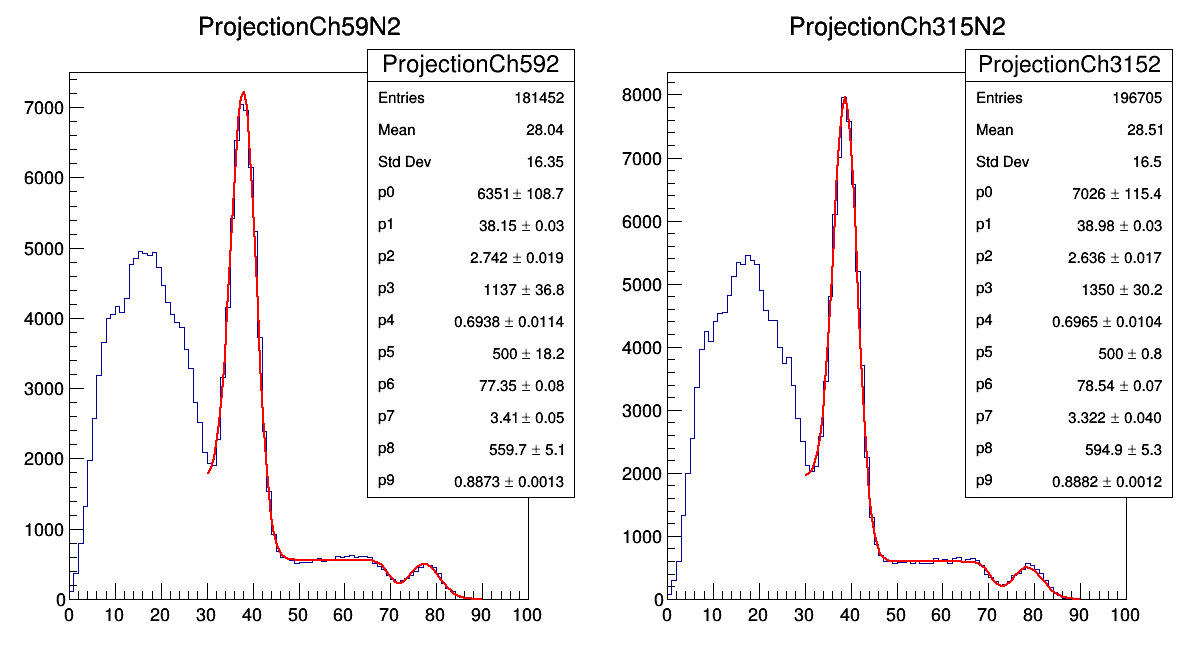 ProjectionCh59N2
ProjectionCh592
Entries 181452
Mean 28.04
Std Dev 16.35
p0 6351 ± 108.7
p1 38.15 ± 0.03
p2 2.742 ± 0.019
p3 1137 ± 36.8
p4 0.6938 ± 0.0114
p5 500 ± 18.2
p6 77.35 ± 0.08
p7 3.41 ± 0.05
p8 559.7 ± 5.1
p9 0.8873 ± 0.0013
7000
6000
5000
4000
3000
2000
1000
0
0 10 20 30 40 50 60 70 80 90 100
ProjectionCh315N2
ProjectionCh3152
Entries 196705
Mean 28.51
Std Dev 16.5
p0 7026 ± 115.4
p1 38.98 ± 0.03
p2 2.636 ± 0.017
p3 1350 ± 30.2
p4 0.6965 ± 0.0104
p5 500 ± 0.8
p6 78.54 ± 0.07
p7 3.322 ± 0.040
p8 594.9 ± 5.3
p9 0.8882 ± 0.0012
8000
7000
6000
5000
4000
3000
2000
1000
0
0 10 20 30 40 50 60 70 80 90 100